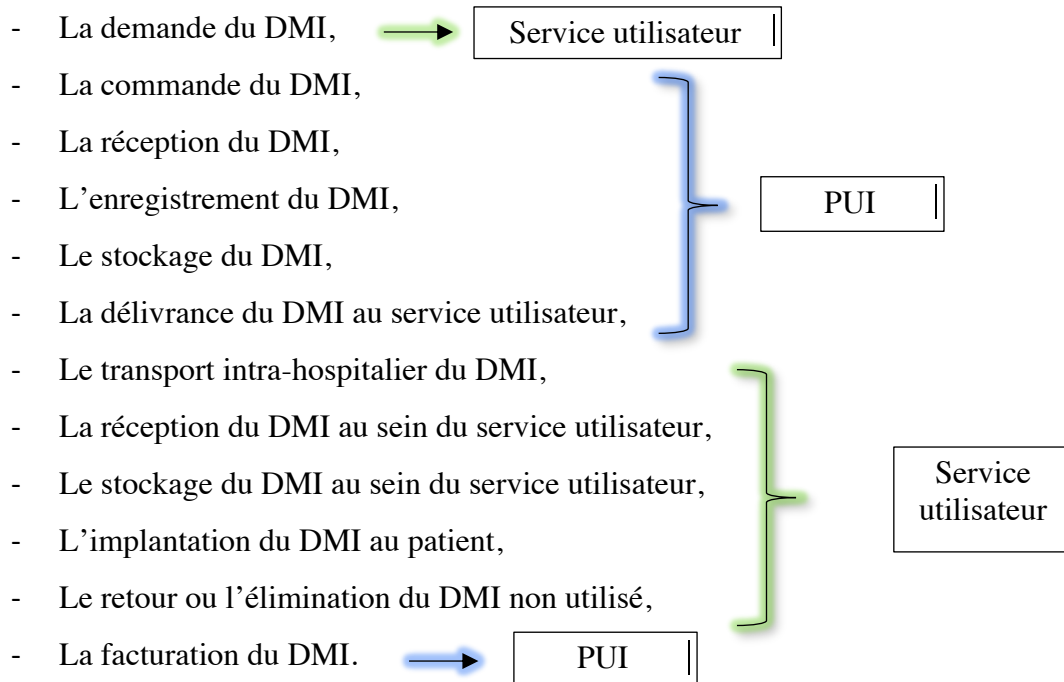 - La demande du DMI,
Service utilisateur
- La commande du DMI,
- La réception du DMI,
- L’enregistrement du DMI,
PUI
- Le stockage du DMI,
- La délivrance du DMI au service utilisateur,
- Le transport intra-hospitalier du DMI,
- La réception du DMI au sein du service utilisateur,
- Le stockage du DMI au sein du service utilisateur,
Service
utilisateur
- L’implantation du DMI au patient,
- Le retour ou l’élimination du DMI non utilisé,
- La facturation du DMI.
PUI